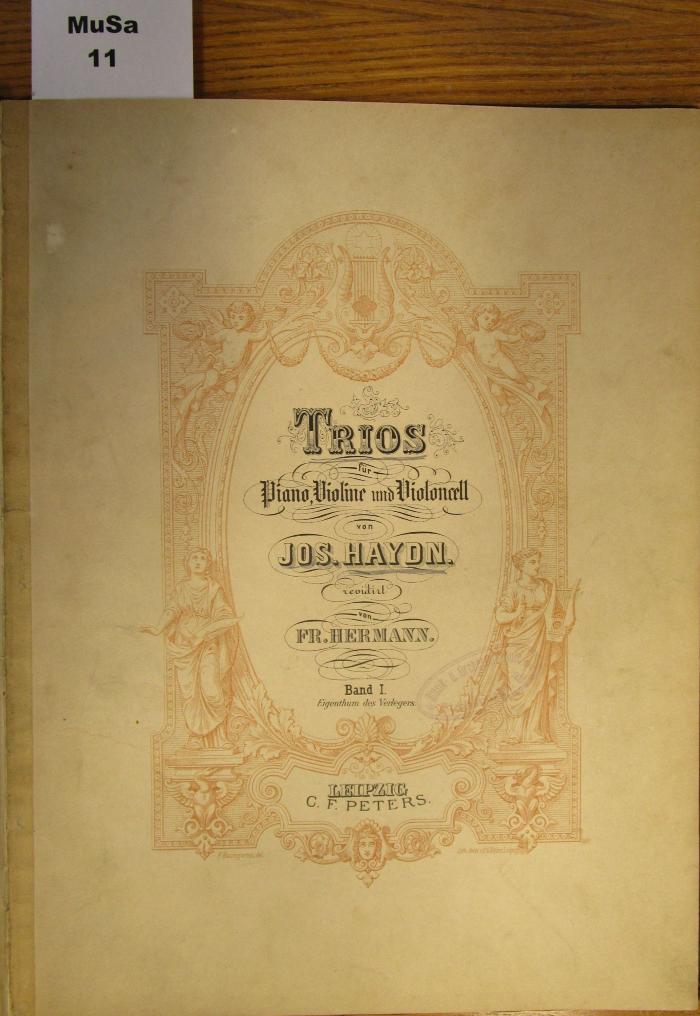 MuSa
11
TRIOS
für
Piano, Violine und Violoncell
von
JOS. HAYDN.
revidirt
von
FR. HERMANN.
Band I.
Eigenthum des Verlegers.
LEIPZIG
C. F. PETERS.